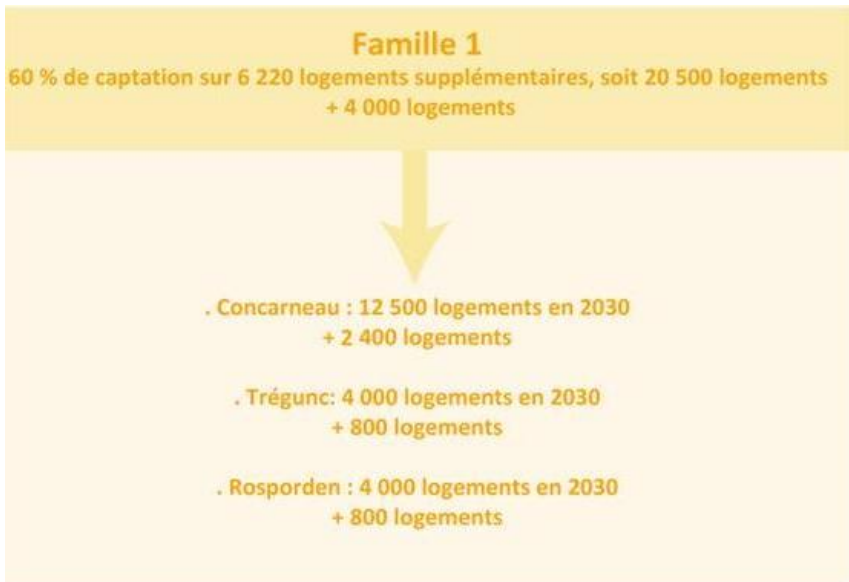 Famille 1
60 % de captation sur 6 220 logements supplémentaires, soit 20 500 logements
+ 4 000 logements
. Concarneau : 12 500 logements en 2030
+ 2 400 logements
. Trégunc: 4 000 logements en 2030
+ 800 logements
. Rosporden : 4 000 logements en 2030
+ 800 logements